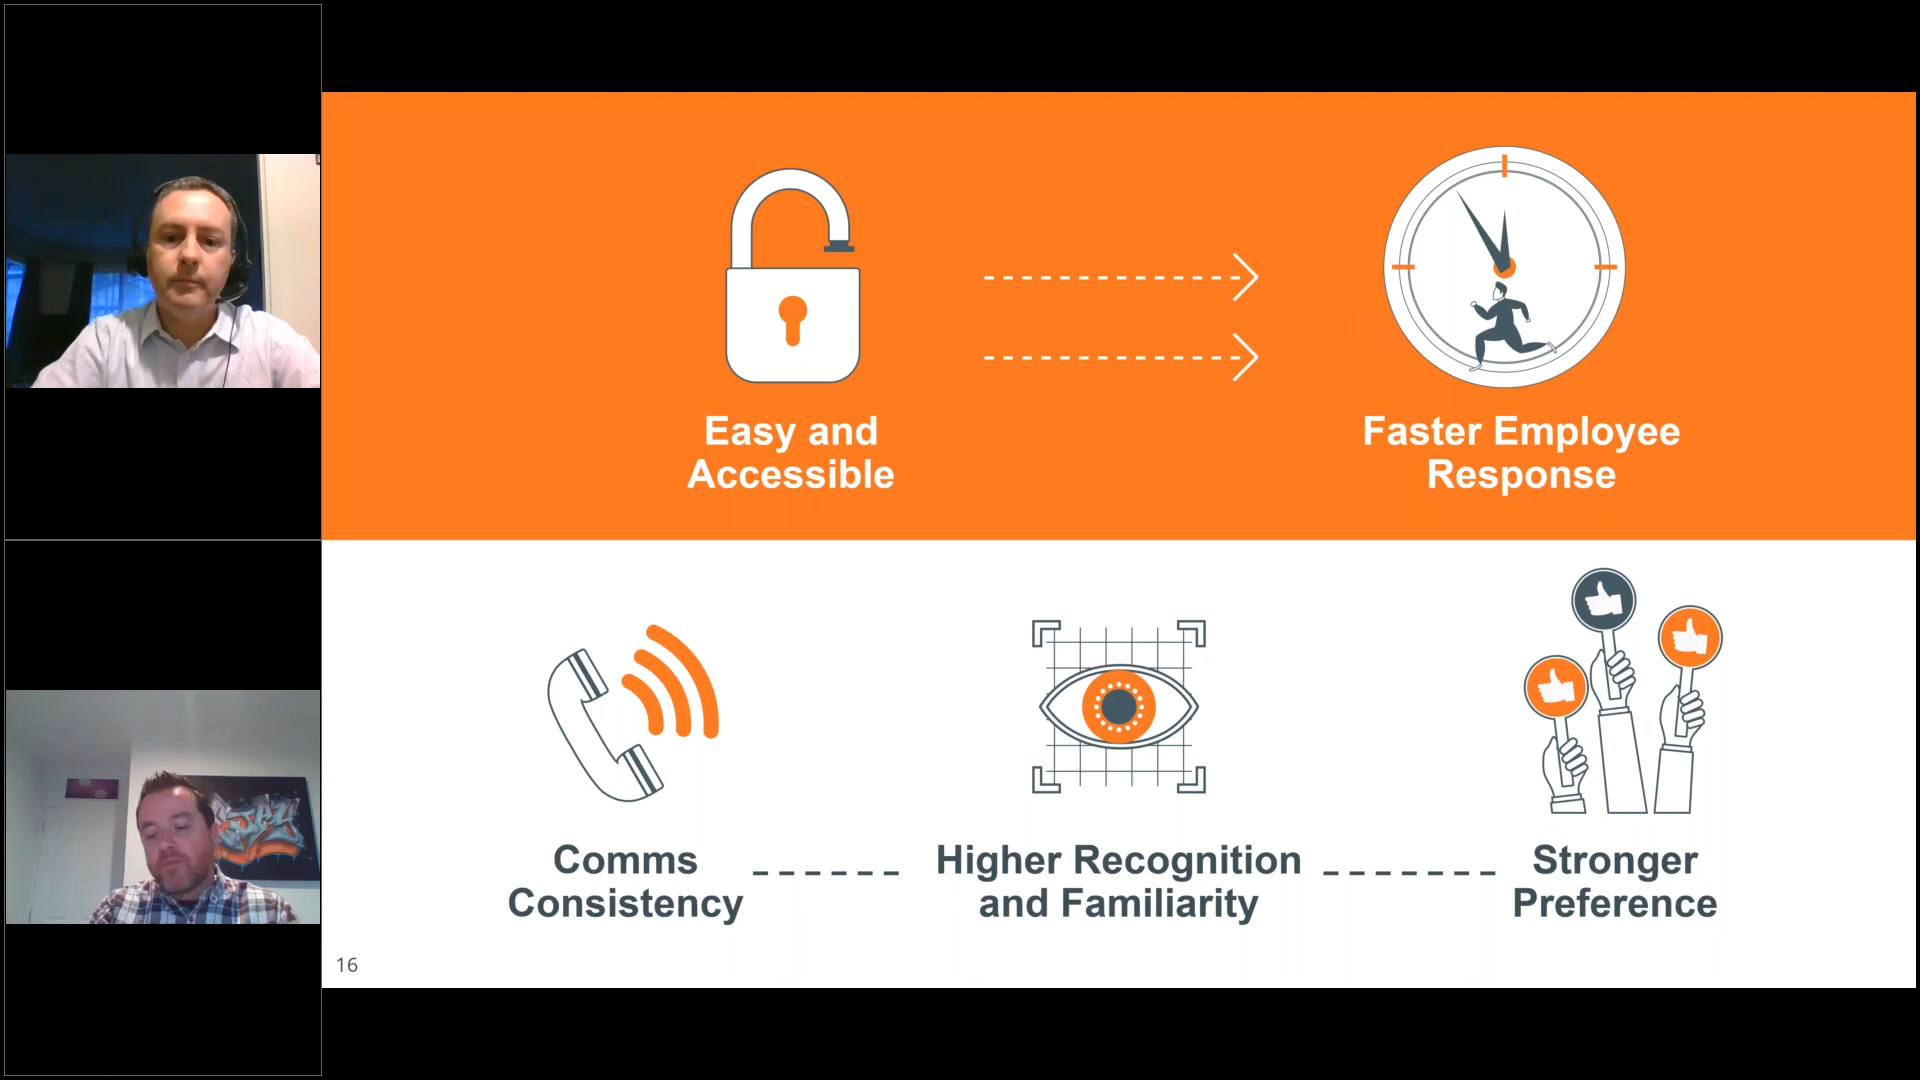 Easy and
Accessible
Faster Employee
Response
Comms
Consistency
Higher Recognition
and Familiarity
Stronger
Preference
16